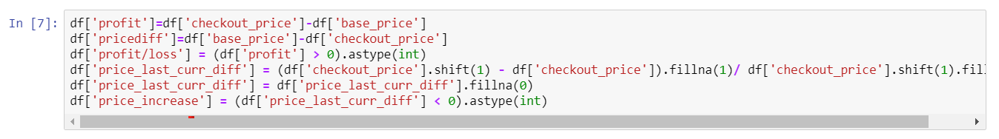 In [7]: df['profit']=df['checkout_price']-df['base_price']
df['pricediff']=df['base_price']-df['checkout_price']
df['profit/loss'] = (df['profit'] > 0).astype(int)
df['price_last_curr_diff'] = (df['checkout_price'].shift(1) - df['checkout_price']).fillna(1)/ df['checkout_price'].shift(1).fil
df['price_last_curr_diff'] = df['price_last_curr_diff'].fillna(0)
df['price_increase'] = (df['price_last_curr_diff'] < 0).astype(int)